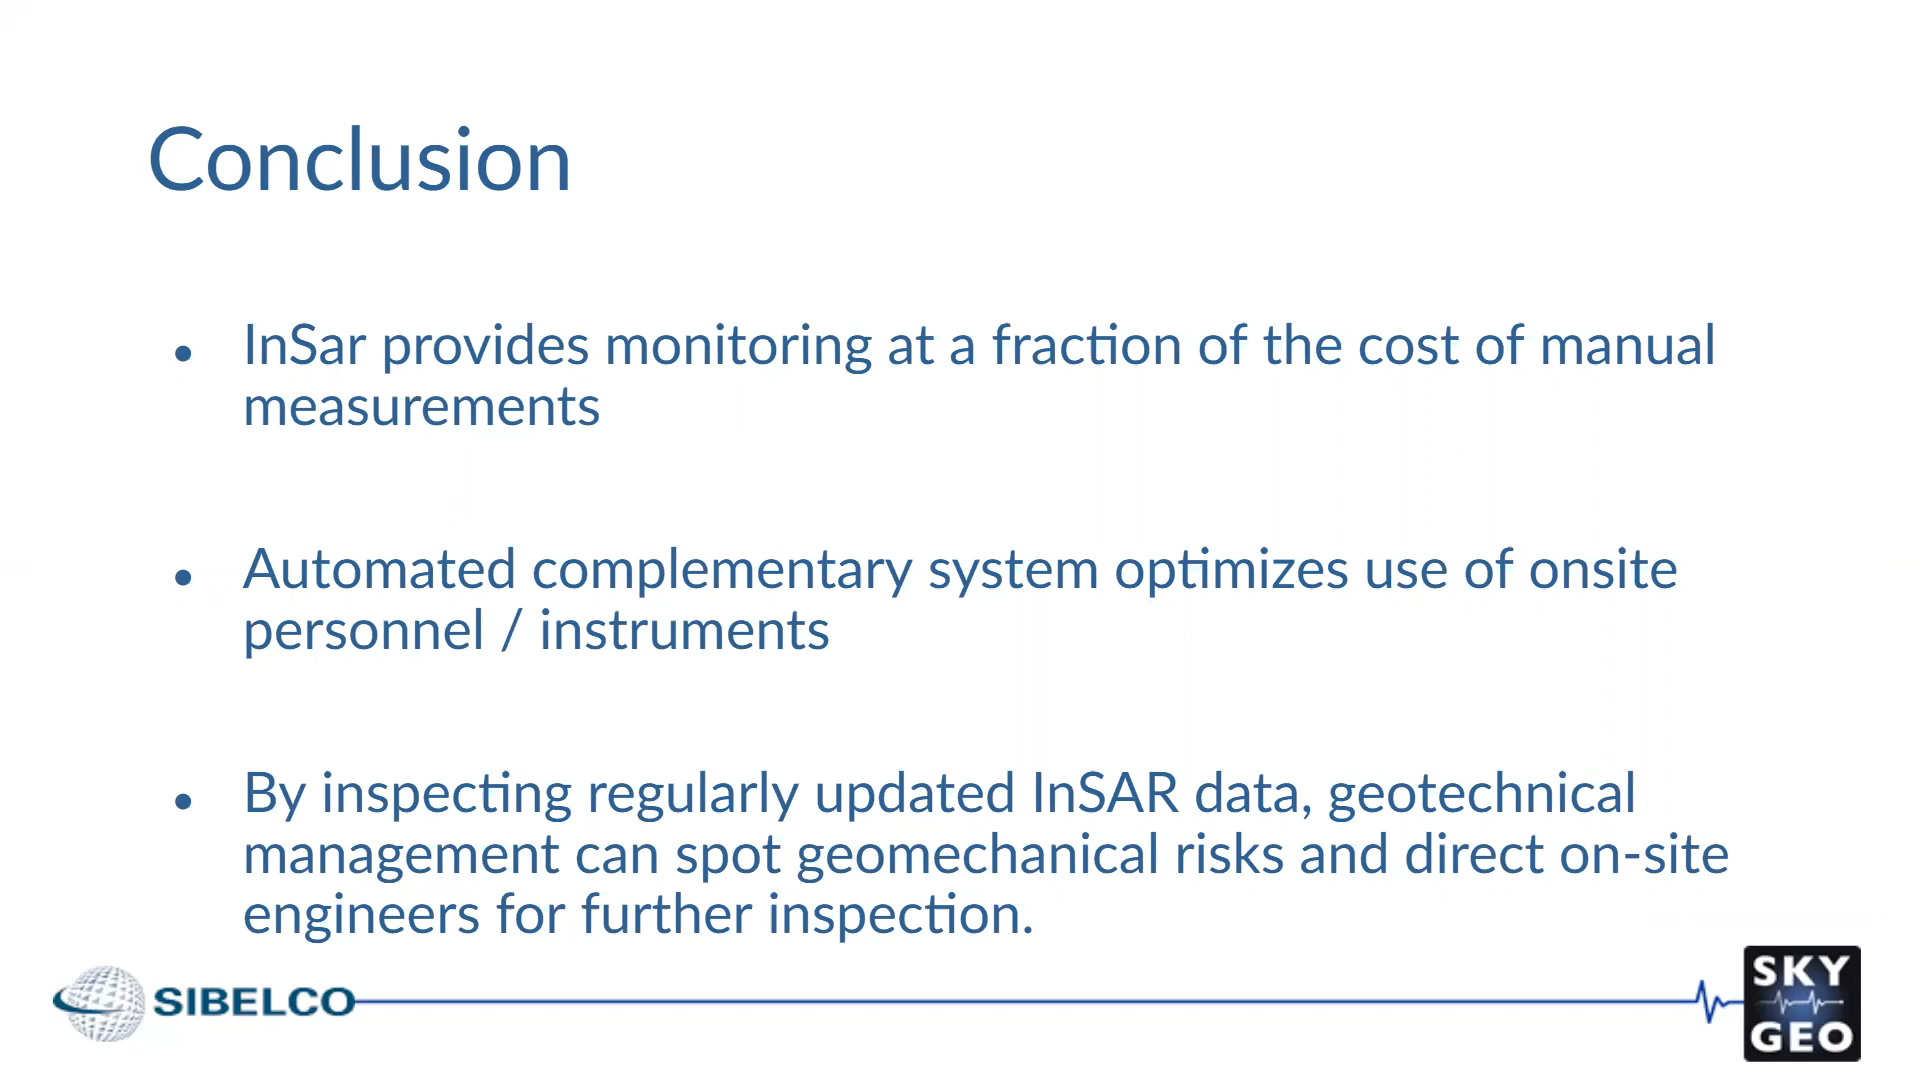 Conclusion
• InSar provides monitoring at a fraction of the cost of manual
measurements
• Automated complementary system optimizes use of onsite
personnel / instruments
• By inspecting regularly updated InSAR data, geotechnical
management can spot geomechanical risks and direct on-site
engineers for further inspection.
SIBELCO
SKY
GEO